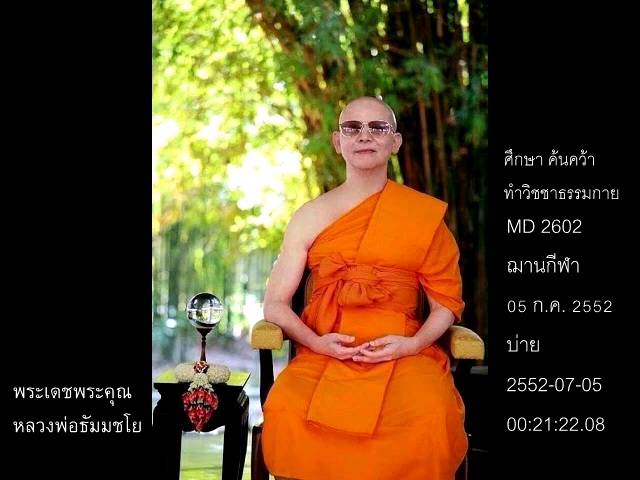 พระเดชพระคุณ
หลวงพ่อธัมมชโย
ศึกษา ค้นคว้า
ทำวิชชาธรรมกาย
MD 2602
ฌานกีฬา
05 ก.ค. 2552
บ่าย
2552-07-05
00:21:22.08